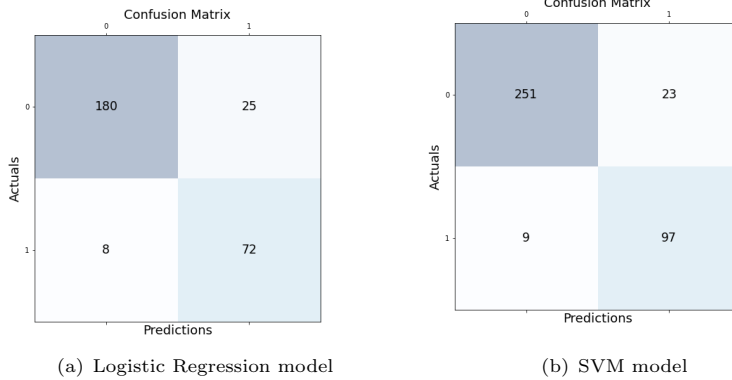 Confusion Matrix
0 1
0 180 25
Actuals
1 8 72
Predictions
(a) Logistic Regression model
Confusion Matrix
0 1
0 251 23
Actuals
1 9 97
Predictions
(b) SVM model